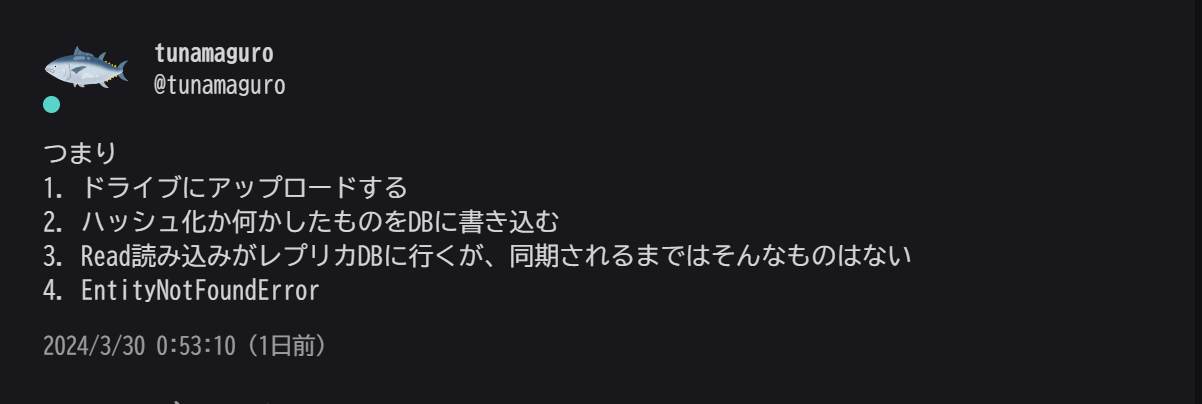 tunamaguro
@tunamaguro
つまり
1. ドライブにアップロードする
2. ハッシュ化か何かしたものをDBに書き込む
3. Read読み込みがレプリカDBに行くが、同期されるまではそんなものはない
4. EntityNotFoundError
2024/3/30 0:53:10 (1日前)